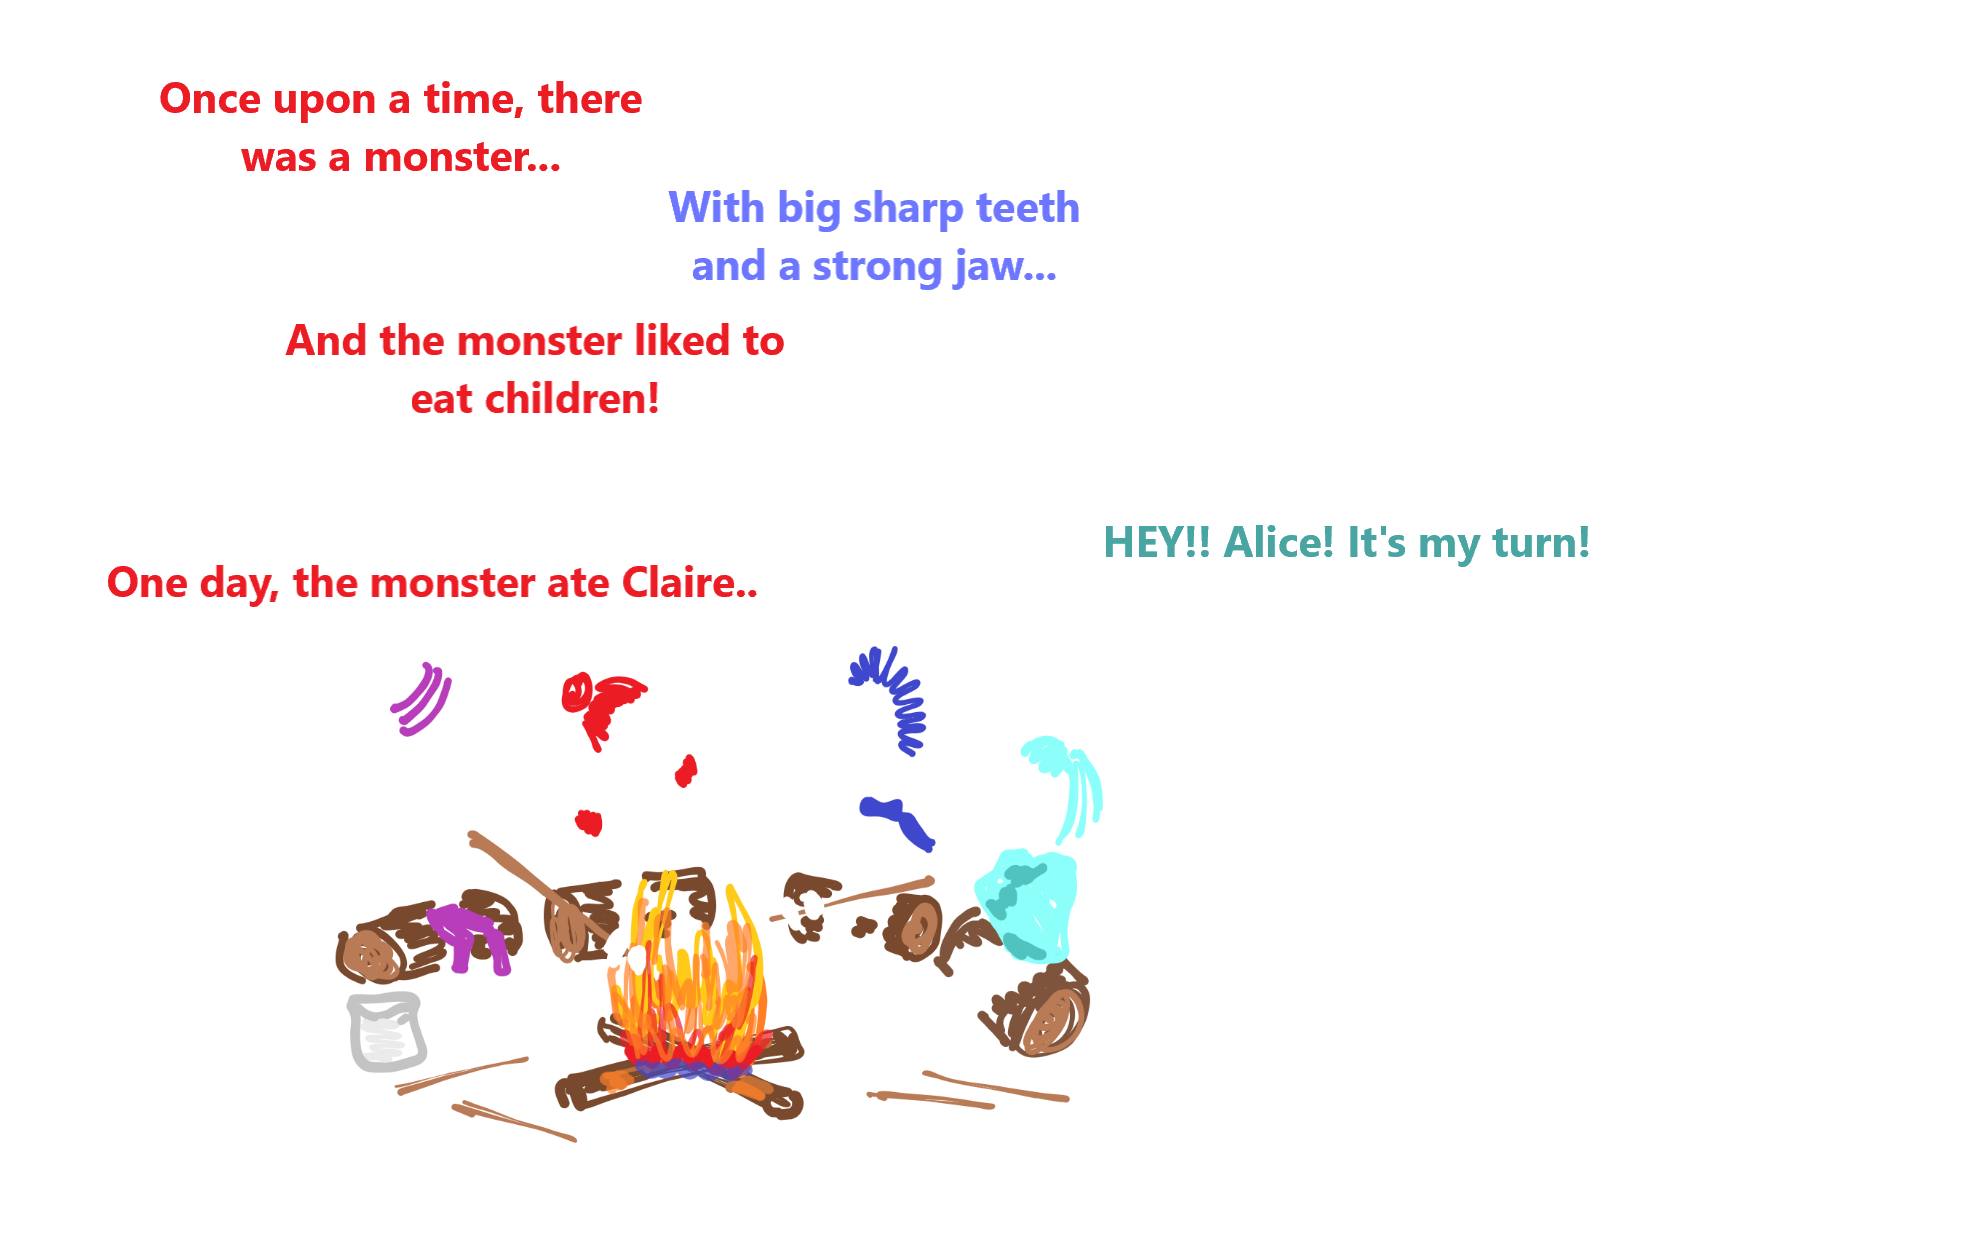 Once upon a time, there
was a monster...
With big sharp teeth
and a strong jaw...
And the monster liked to
eat children!
HEY!! Alice! It's my turn!
One day, the monster ate Claire..